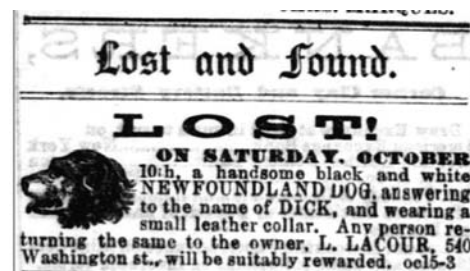 Lost and Found.
LOST!
ON SATURDAY, OCTOBER
10th, a handsome black and white
NEWFOUNDLAND DOG, answering
to the name of DICK, and wearing a
small leather collar. Any person re-
turning the same to the owner, L. LACOUR, 540
Washington st., will be suitably rewarded. oc15-3